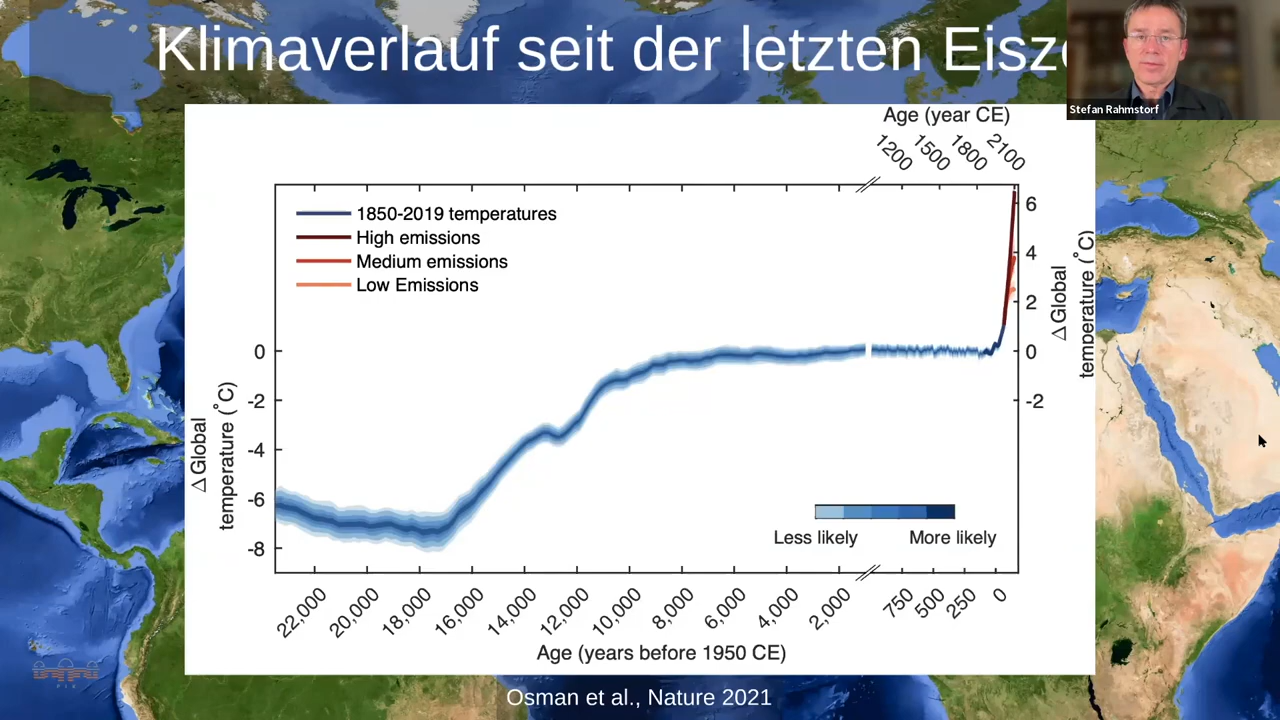 Klimaverlauf seit der letzten Eisze
Stefan Rahmstorf
Age (year CE)
1200 1500 1800 2100
1850-2019 temperatures
High emissions
Medium emissions
Low Emissions
6
4
2
0
-2
Δ Global
temperature (°C)
0
-2
-4
-6
-8
Δ Global
temperature (°C)
Less likely More likely
22,000 20,000 18,000 16,000 14,000 12,000 10,000 8,000 6,000 4,000 2,000 750 500 250 0
Age (years before 1950 CE)
PIK
Osman et al., Nature 2021